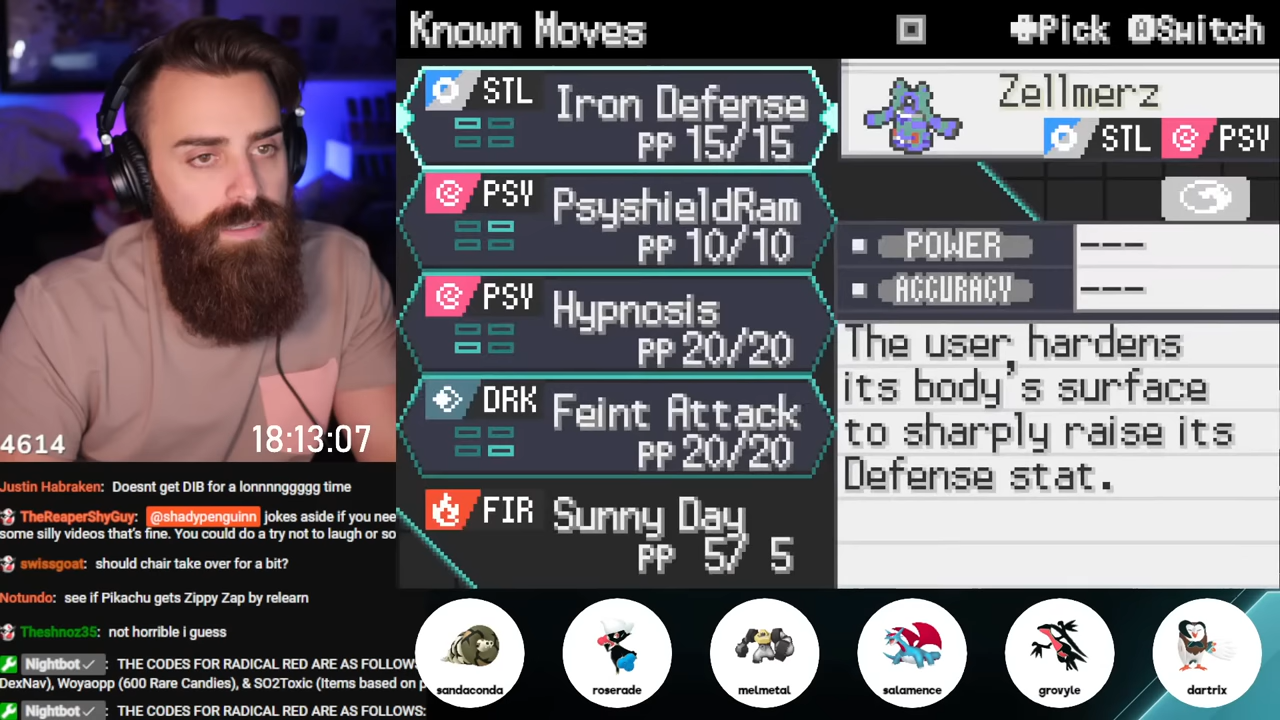 Known Moves
Pick
Switch
STL Iron Defense
PP 15/15
PSY PsyshieldRam
PP 10/10
PSY Hypnosis
PP 20/20
DRK Feint Attack
PP 20/20
FIR Sunny Day
PP 5/ 5
Zellmerz
STL PSY
POWER ---
ACCURACY ---
The user hardens
its body's surface
to sharply raise its
Defense stat.
4614
18:13:07
Justin Habraken: Doesnt get DIB for a lonnnnggggg time
TheReaperShyGuy: @shadypenguinn jokes aside if you nee
some silly videos that's fine. You could do a try not to laugh or so
swissgoat: should chair take over for a bit?
Notundo: see if Pikachu gets Zippy Zap by relearn
Theshnoz35: not horrible i guess
Nightbot: THE CODES FOR RADICAL RED ARE AS FOLLOWS
DexNav), Woyaopp (600 Rare Candies), & SO2Toxic (Items based on p
Nightbot: THE CODES FOR RADICAL RED ARE AS FOLLOWS:
sandaconda
roserade
melmetal
salamence
grovyle
dartrix